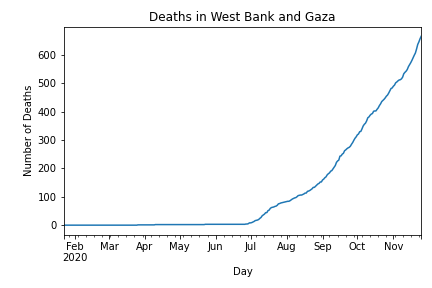 Deaths in West Bank and Gaza
Number of Deaths
600
500
400
300
200
100
0
Feb Mar Apr May Jun Jul Aug Sep Oct Nov
2020
Day